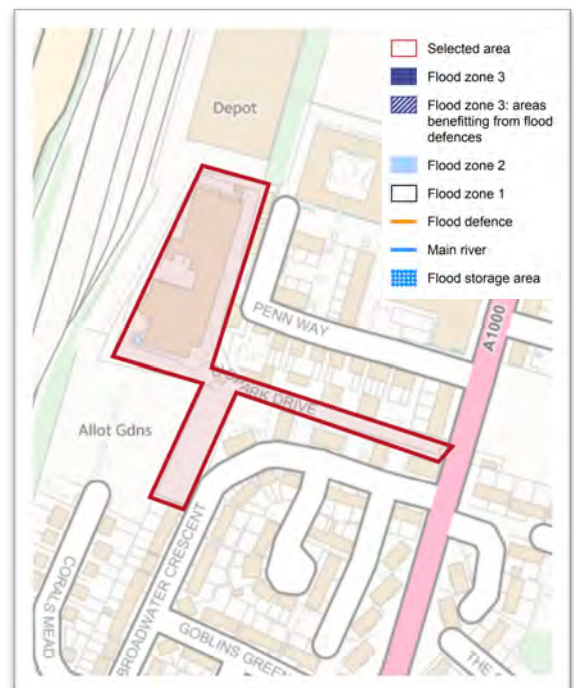 Selected area
Flood zone 3
Flood zone 3: areas
benefitting from flood
defences
Flood zone 2
Flood zone 1
Flood defence
Main river
Flood storage area
Depot
PENN WAY
A1000
PARK DRIVE
Allot Gdns
CORALS
MEAD
BROADWATER CRESCENT
GOBLINS GREEN
THE